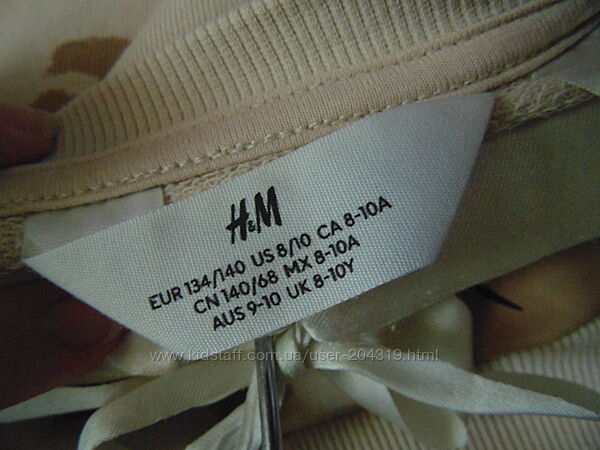 H&M
EUR 134/140 US 8/10 CA 8-10A
CN 140/68 MX 8-10A
AUS 9-10 UK 8-10Y
www.kidstaff.com.ua/user-204319.html